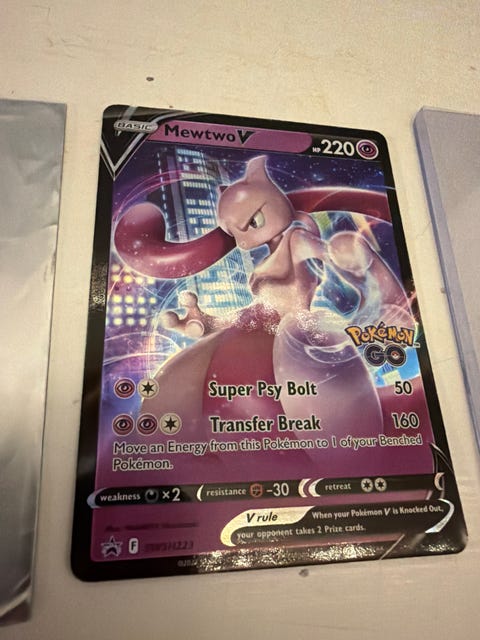 BASIC Mewtwo V HP 220
Pokémon
GO
Super Psy Bolt 50
Transfer Break 160
Move an Energy from this Pokémon to 1 of your Benched
Pokémon.
weakness ×2 resistance -30 retreat
V rule When your Pokémon V is Knocked Out,
your opponent takes 2 Prize cards.
F